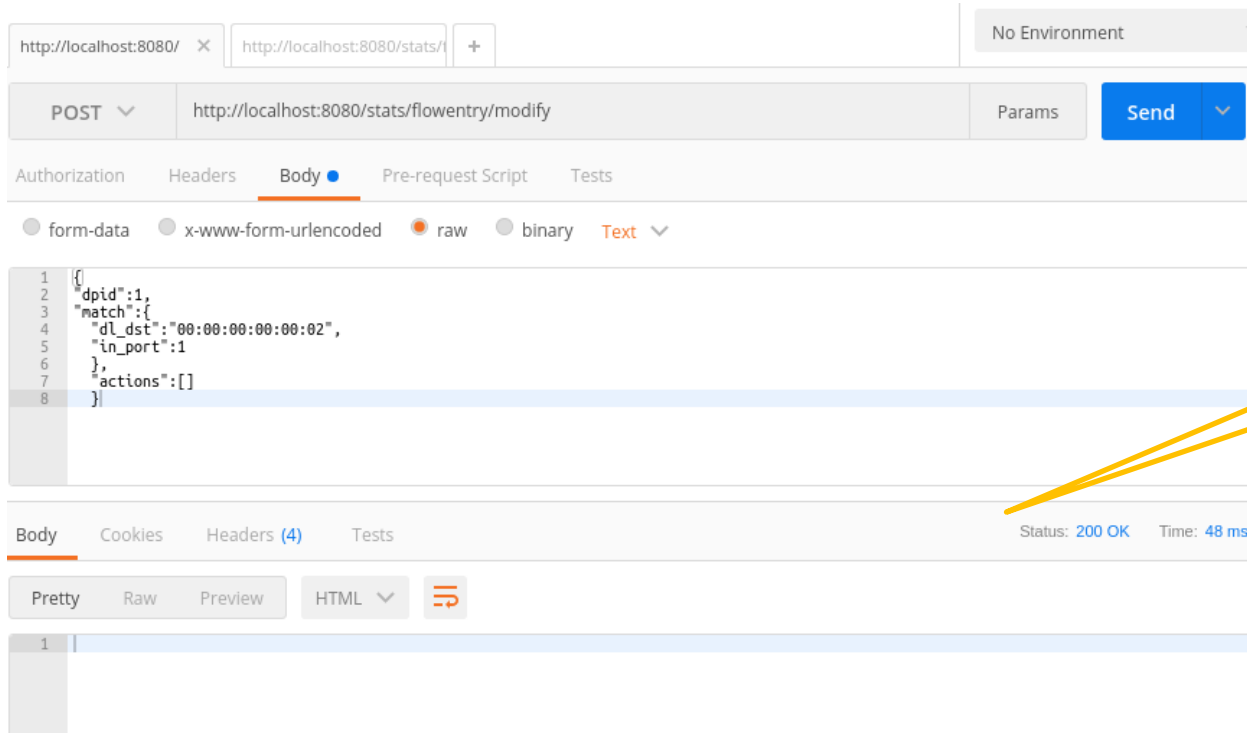 http://localhost:8080/ × http://localhost:8080/stats/f + No Environment
POST http://localhost:8080/stats/flowentry/modify Params Send
Authorization Headers Body Pre-request Script Tests
form-data x-www-form-urlencoded raw binary Text
1 {
2 "dpid":1,
3 "match":{
4 "dl_dst":"00:00:00:00:00:02",
5 "in_port":1
6 },
7 "actions":[]
8 }
Body Cookies Headers (4) Tests Status: 200 OK Time: 48 ms
Pretty Raw Preview HTML
1